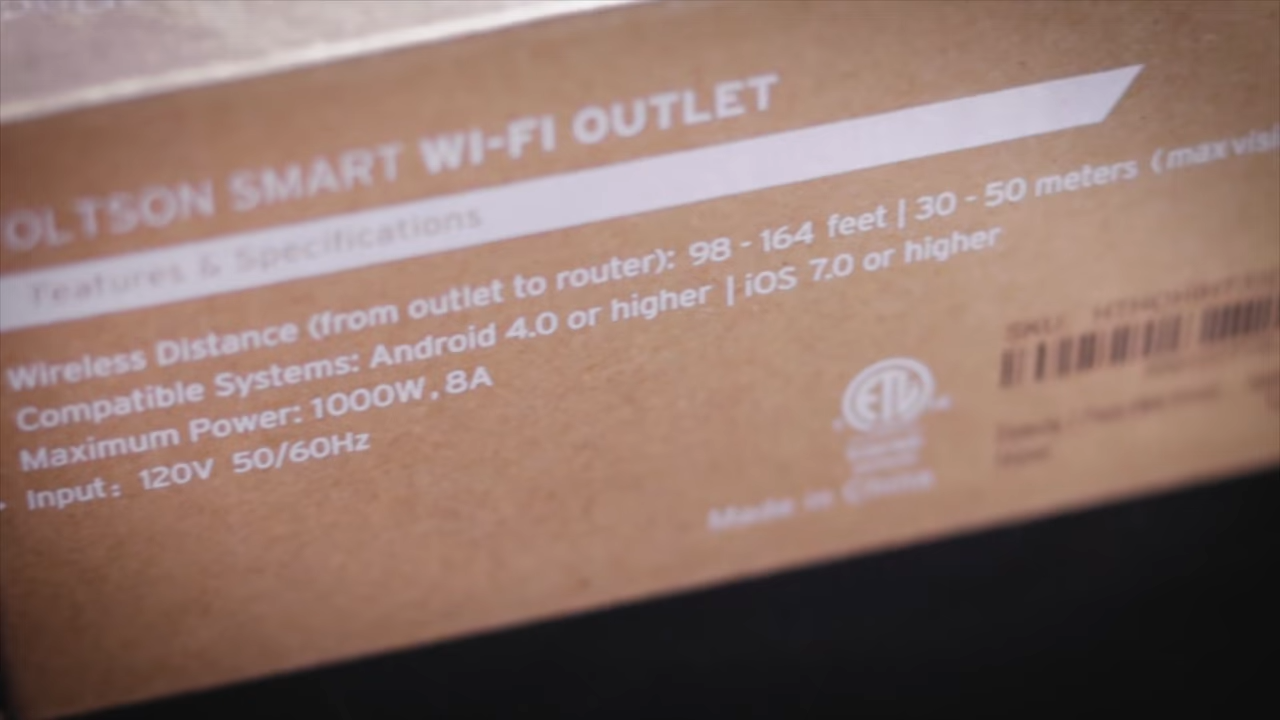 OLTSON SMART WI-FI OUTLET
Features & Specifications
Wireless Distance (from outlet to router): 98 - 164 feet | 30 - 50 meters (max visi
Compatible Systems: Android 4.0 or higher | iOS 7.0 or higher
Maximum Power: 1000W, 8A
Input: 120V 50/60Hz
SKU:
ETL
Made in China